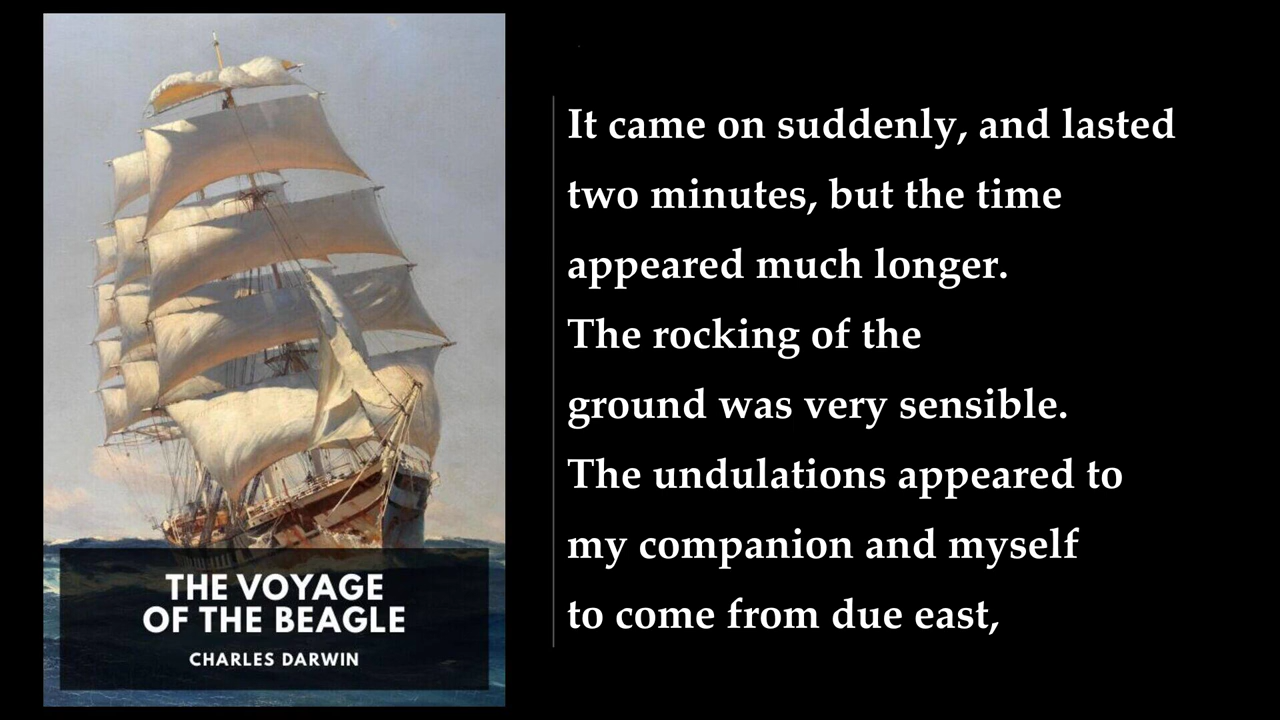 THE VOYAGE
OF THE BEAGLE
CHARLES DARWIN
It came on suddenly, and lasted
two minutes, but the time
appeared much longer.
The rocking of the
ground was very sensible.
The undulations appeared to
my companion and myself
to come from due east,